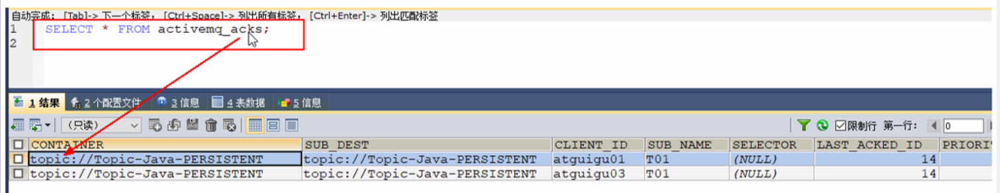 自动完成： [Tab]-> 下一个标签， [Ctrl+Space]-> 列出所有标签， [Ctrl+Enter]-> 列出匹配标签
1 SELECT * FROM activemq_acks;
2
1 结果 2 个配置文件 3 信息 4 表数据 5 信息
（只读） 限制行 第一行： 0
CONTAINER SUB_DEST CLIENT_ID SUB_NAME SELECTOR LAST_ACKED_ID PRIORI
topic://Topic-Java-PERSISTENT topic://Topic-Java-PERSISTENT atguigu01 T01 (NULL) 14
topic://Topic-Java-PERSISTENT topic://Topic-Java-PERSISTENT atguigu03 T01 (NULL) 14